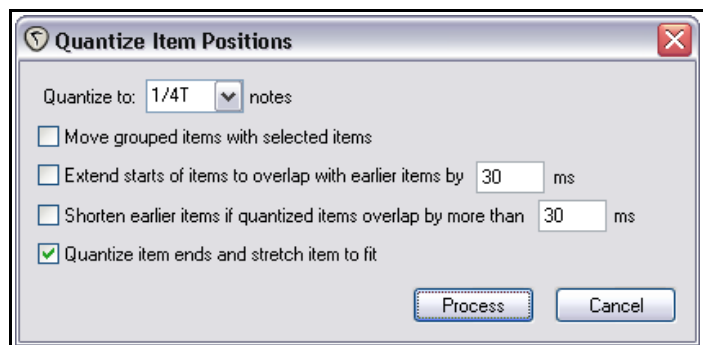 Quantize Item Positions
Quantize to: 1/4T notes
Move grouped items with selected items
Extend starts of items to overlap with earlier items by 30 ms
Shorten earlier items if quantized items overlap by more than 30 ms
Quantize item ends and stretch item to fit
Process Cancel